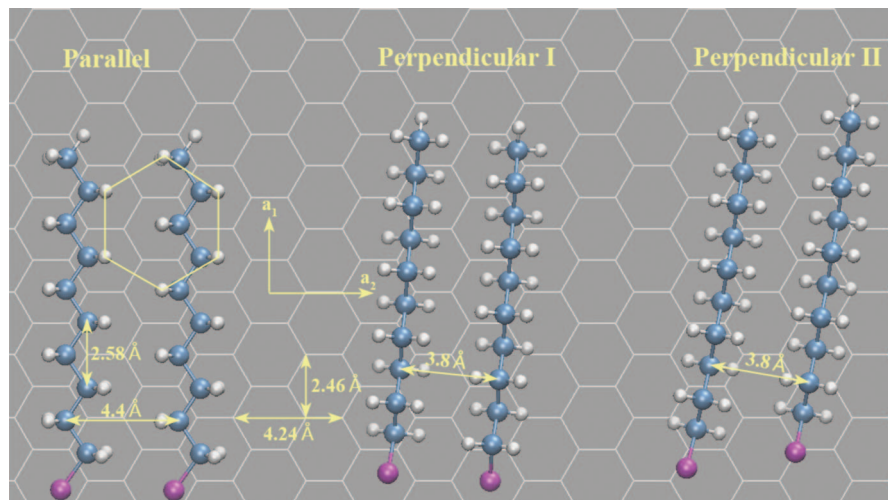 Parallel
Perpendicular I
Perpendicular II
a1
a2
2.58 Å
4.4 Å
2.46 Å
4.24 Å
3.8 Å
3.8 Å